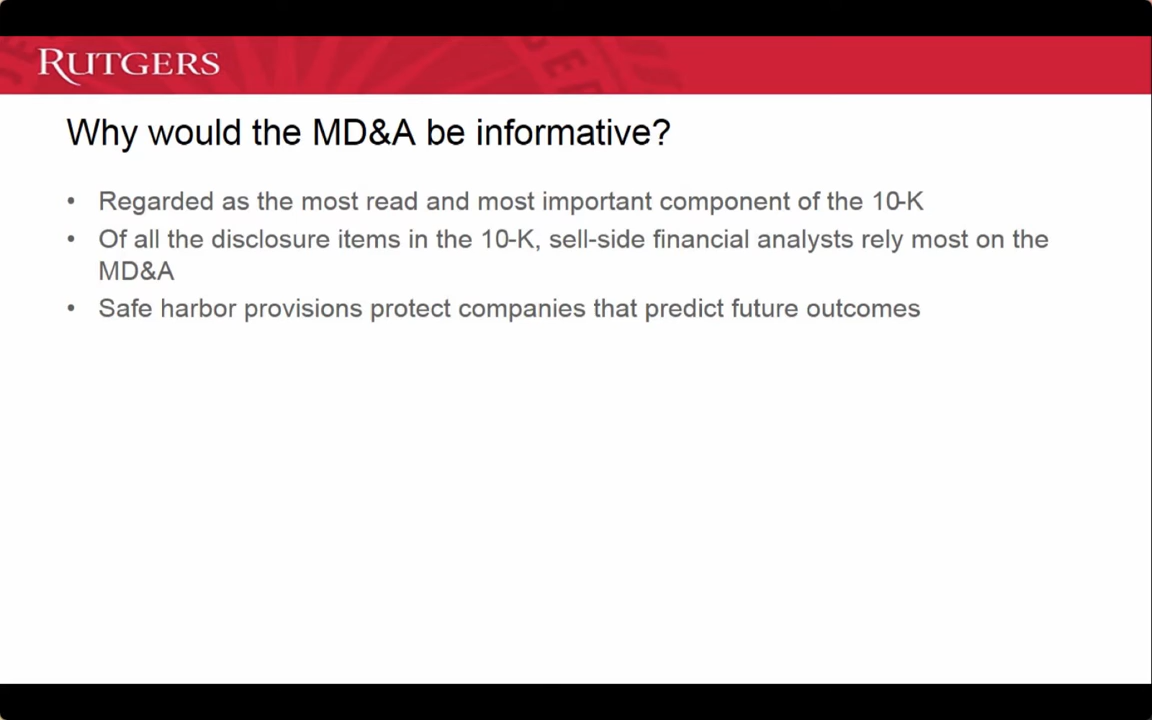 RUTGERS
Why would the MD&A be informative?
• Regarded as the most read and most important component of the 10-K
• Of all the disclosure items in the 10-K, sell-side financial analysts rely most on the
MD&A
• Safe harbor provisions protect companies that predict future outcomes